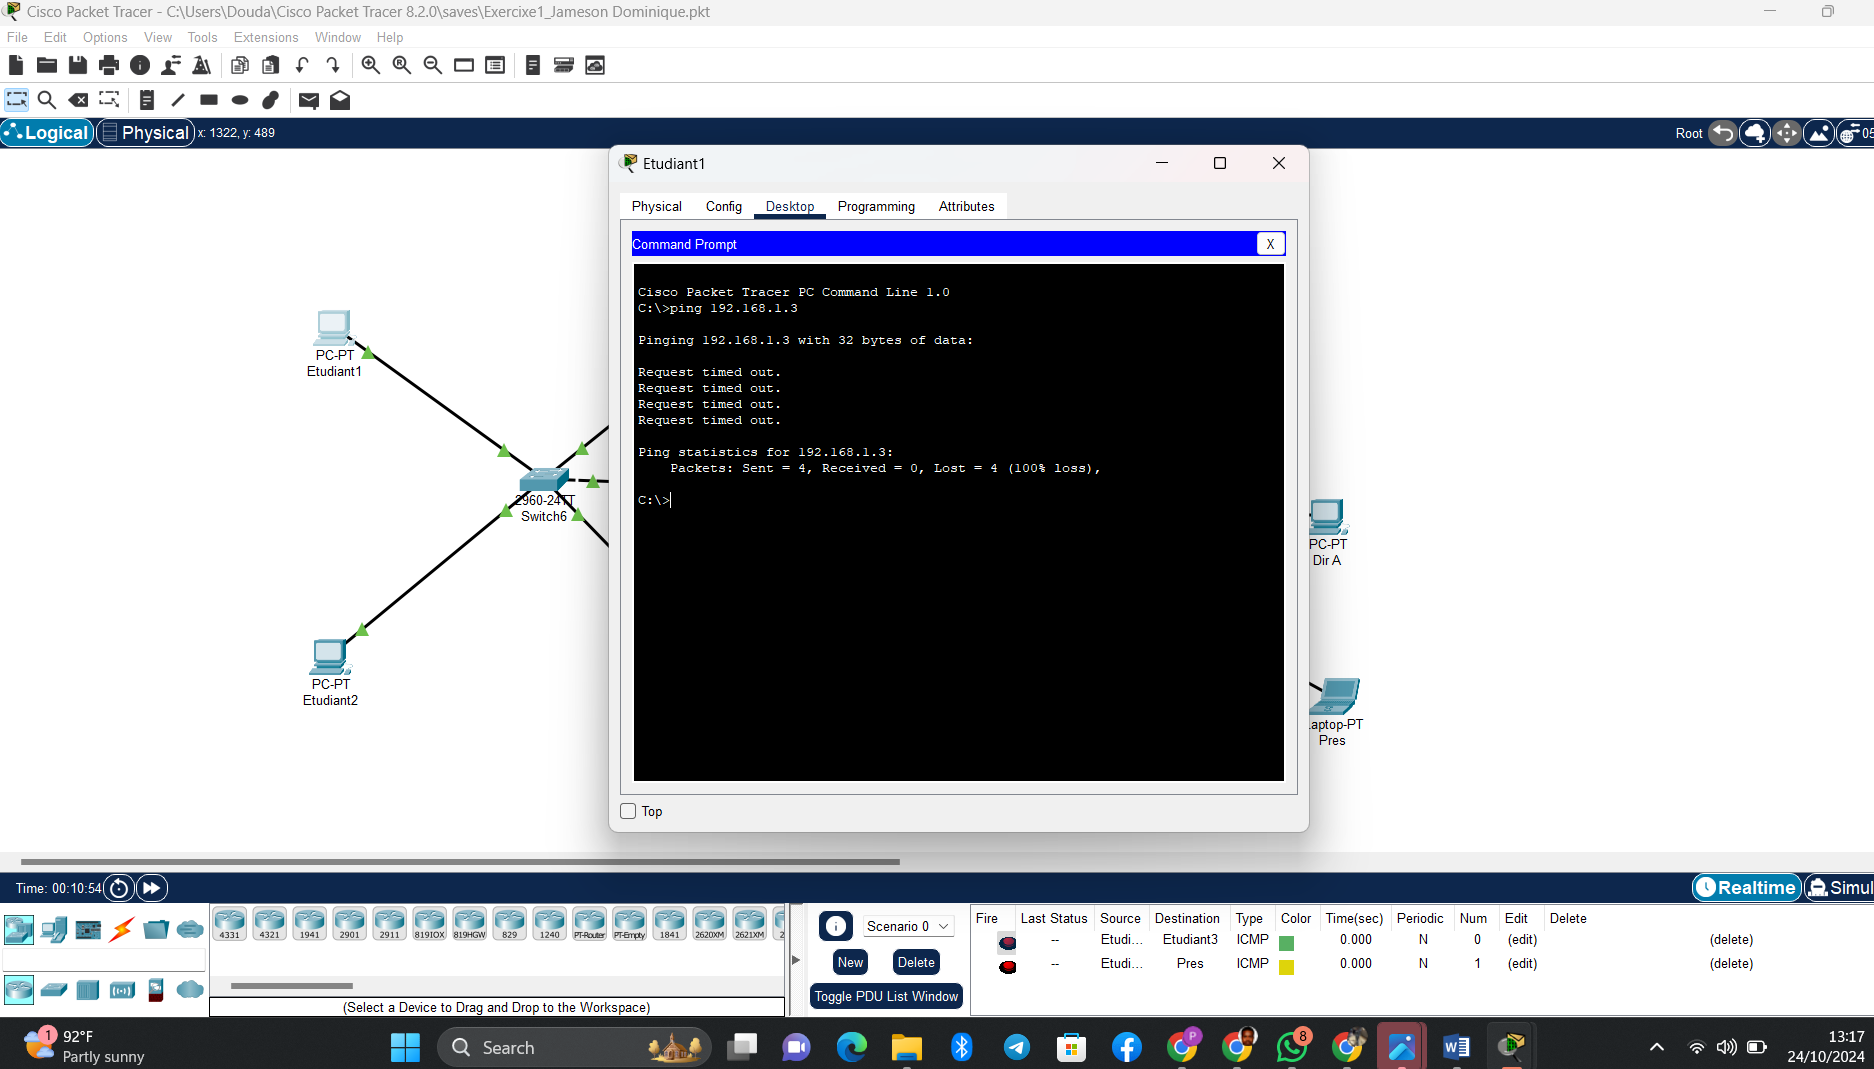 Cisco Packet Tracer - C:\Users\Douda\Cisco Packet Tracer 8.2.0\saves\Exercixe1_Jameson Dominique.pkt
File Edit Options View Tools Extensions Window Help
Logical Physical x: 1322, y: 489 Root 05
Etudiant1
Physical Config Desktop Programming Attributes
Command Prompt X
Cisco Packet Tracer PC Command Line 1.0
C:\>ping 192.168.1.3
Pinging 192.168.1.3 with 32 bytes of data:
Request timed out.
Request timed out.
Request timed out.
Request timed out.
Ping statistics for 192.168.1.3:
Packets: Sent = 4, Received = 0, Lost = 4 (100% loss),
C:\>
Top
PC-PT
Etudiant1
2960-24TT
Switch6
PC-PT
Etudiant2
PC-PT
Dir A
aptop-PT
Pres
Time: 00:10:54 Realtime Simul
4331 4321 1941 2901 2911 819IOX 819HGW 829 1240 PT-Router PT-Empty 1841 2620XM 2621XM 2
(Select a Device to Drag and Drop to the Workspace)
Scenario 0
New Delete
Toggle PDU List Window
Fire Last Status Source Destination Type Color Time(sec) Periodic Num Edit Delete
-- Etudi... Etudiant3 ICMP 0.000 N 0 (edit) (delete)
-- Etudi... Pres ICMP 0.000 N 1 (edit) (delete)
1
92°F
Partly sunny
Search
P
8
13:17
24/10/2024